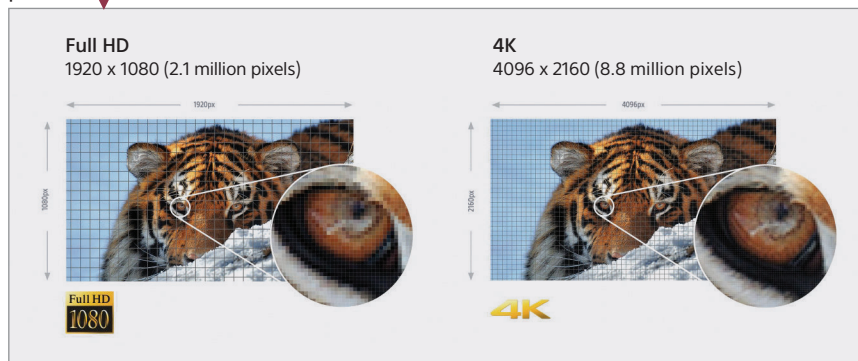 Full HD
1920 x 1080 (2.1 million pixels)
1920px
1080px
Full HD
1080
4K
4096 x 2160 (8.8 million pixels)
4096px
2160px
4K